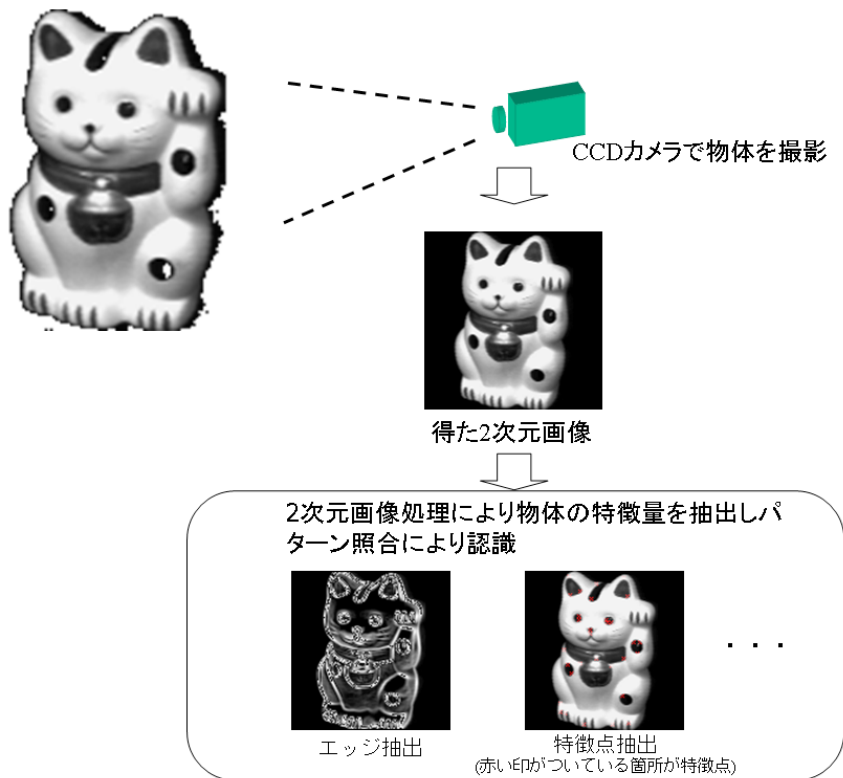 CCDカメラで物体を撮影
得た2次元画像
2次元画像処理により物体の特徴量を抽出しパ
ターン照合により認識
・・・
エッジ抽出
特徴点抽出
(赤い印がついている箇所が特徴点)